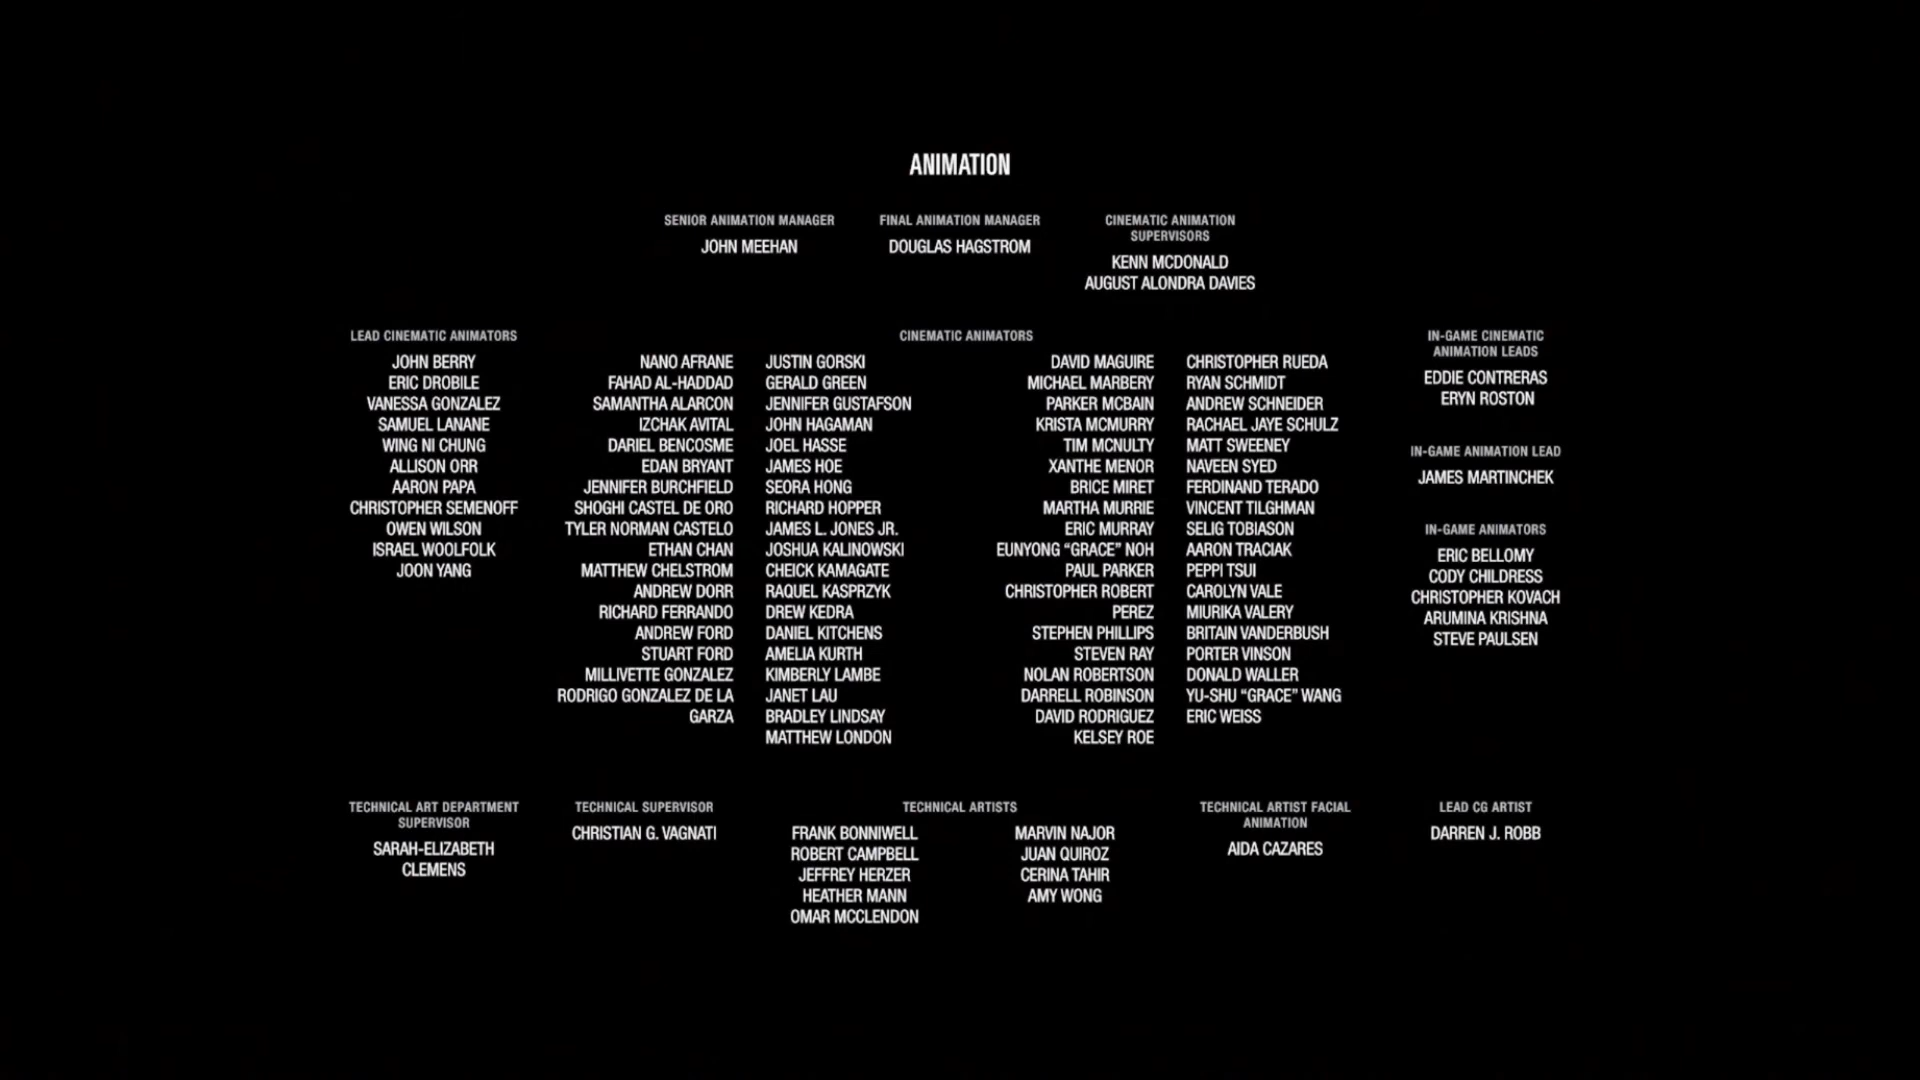 ANIMATION
SENIOR ANIMATION MANAGER
JOHN MEEHAN
FINAL ANIMATION MANAGER
DOUGLAS HAGSTROM
CINEMATIC ANIMATION
SUPERVISORS
KENN MCDONALD
AUGUST ALONDRA DAVIES
LEAD CINEMATIC ANIMATORS
JOHN BERRY
ERIC DROBILE
VANESSA GONZALEZ
SAMUEL LANANE
WING NI CHUNG
ALLISON ORR
AARON PAPA
CHRISTOPHER SEMENOFF
OWEN WILSON
ISRAEL WOOLFOLK
JOON YANG
CINEMATIC ANIMATORS
NANO AFRANE
FAHAD AL-HADDAD
SAMANTHA ALARCON
IZCHAK AVITAL
DARIEL BENCOSME
EDAN BRYANT
JENNIFER BURCHFIELD
SHOGHI CASTEL DE ORO
TYLER NORMAN CASTELO
ETHAN CHAN
MATTHEW CHELSTROM
ANDREW DORR
RICHARD FERRANDO
ANDREW FORD
STUART FORD
MILLIVETTE GONZALEZ
RODRIGO GONZALEZ DE LA
GARZA
JUSTIN GORSKI
GERALD GREEN
JENNIFER GUSTAFSON
JOHN HAGAMAN
JOEL HASSE
JAMES HOE
SEORA HONG
RICHARD HOPPER
JAMES L. JONES JR.
JOSHUA KALINOWSKI
CHEICK KAMAGATE
RAQUEL KASPRZYK
DREW KEDRA
DANIEL KITCHENS
AMELIA KURTH
KIMBERLY LAMBE
JANET LAU
BRADLEY LINDSAY
MATTHEW LONDON
DAVID MAGUIRE
MICHAEL MARBERY
PARKER MCBAIN
KRISTA MCMURRY
TIM MCNULTY
XANTHE MENOR
BRICE MIRET
MARTHA MURRIE
ERIC MURRAY
EUNYONG “GRACE” NOH
PAUL PARKER
CHRISTOPHER ROBERT
PEREZ
STEPHEN PHILLIPS
STEVEN RAY
NOLAN ROBERTSON
DARRELL ROBINSON
DAVID RODRIGUEZ
KELSEY ROE
CHRISTOPHER RUEDA
RYAN SCHMIDT
ANDREW SCHNEIDER
RACHAEL JAYE SCHULZ
MATT SWEENEY
NAVEEN SYED
FERDINAND TERADO
VINCENT TILGHMAN
SELIG TOBIASON
AARON TRACIAK
PEPPI TSUI
CAROLYN VALE
MIURIKA VALERY
BRITAIN VANDERBUSH
PORTER VINSON
DONALD WALLER
YU-SHU “GRACE” WANG
ERIC WEISS
IN-GAME CINEMATIC
ANIMATION LEADS
EDDIE CONTRERAS
ERYN ROSTON
IN-GAME ANIMATION LEAD
JAMES MARTINCHEK
IN-GAME ANIMATORS
ERIC BELLOMY
CODY CHILDRESS
CHRISTOPHER KOVACH
ARUMINA KRISHNA
STEVE PAULSEN
TECHNICAL ART DEPARTMENT
SUPERVISOR
SARAH-ELIZABETH
CLEMENS
TECHNICAL SUPERVISOR
CHRISTIAN G. VAGNATI
TECHNICAL ARTISTS
FRANK BONNIWELL
ROBERT CAMPBELL
JEFFREY HERZER
HEATHER MANN
OMAR MCCLENDON
MARVIN NAJOR
JUAN QUIROZ
CERINA TAHIR
AMY WONG
TECHNICAL ARTIST FACIAL
ANIMATION
AIDA CAZARES
LEAD CG ARTIST
DARREN J. ROBB